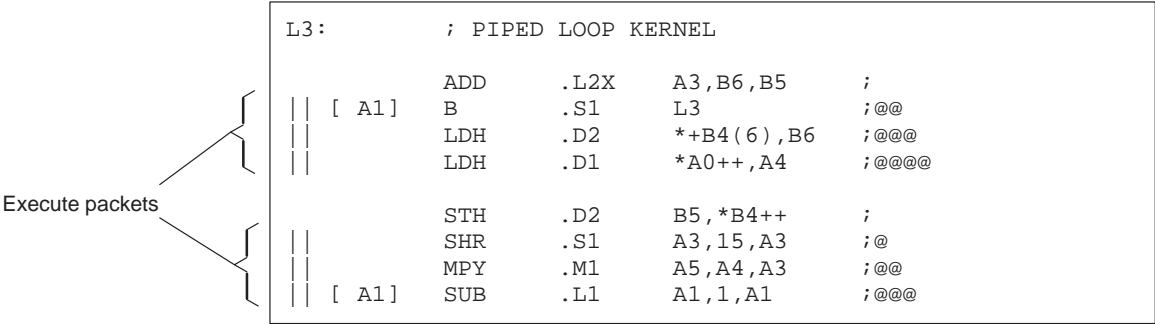 L3: ; PIPED LOOP KERNEL
ADD .L2X A3,B6,B5 ;
|| [ A1] B .S1 L3 ;@@
|| LDH .D2 *+B4(6),B6 ;@@@
|| LDH .D1 *A0++,A4 ;@@@@
Execute packets
STH .D2 B5,*B4++ ;
|| SHR .S1 A3,15,A3 ;@
|| MPY .M1 A5,A4,A3 ;@@
|| [ A1] SUB .L1 A1,1,A1 ;@@@